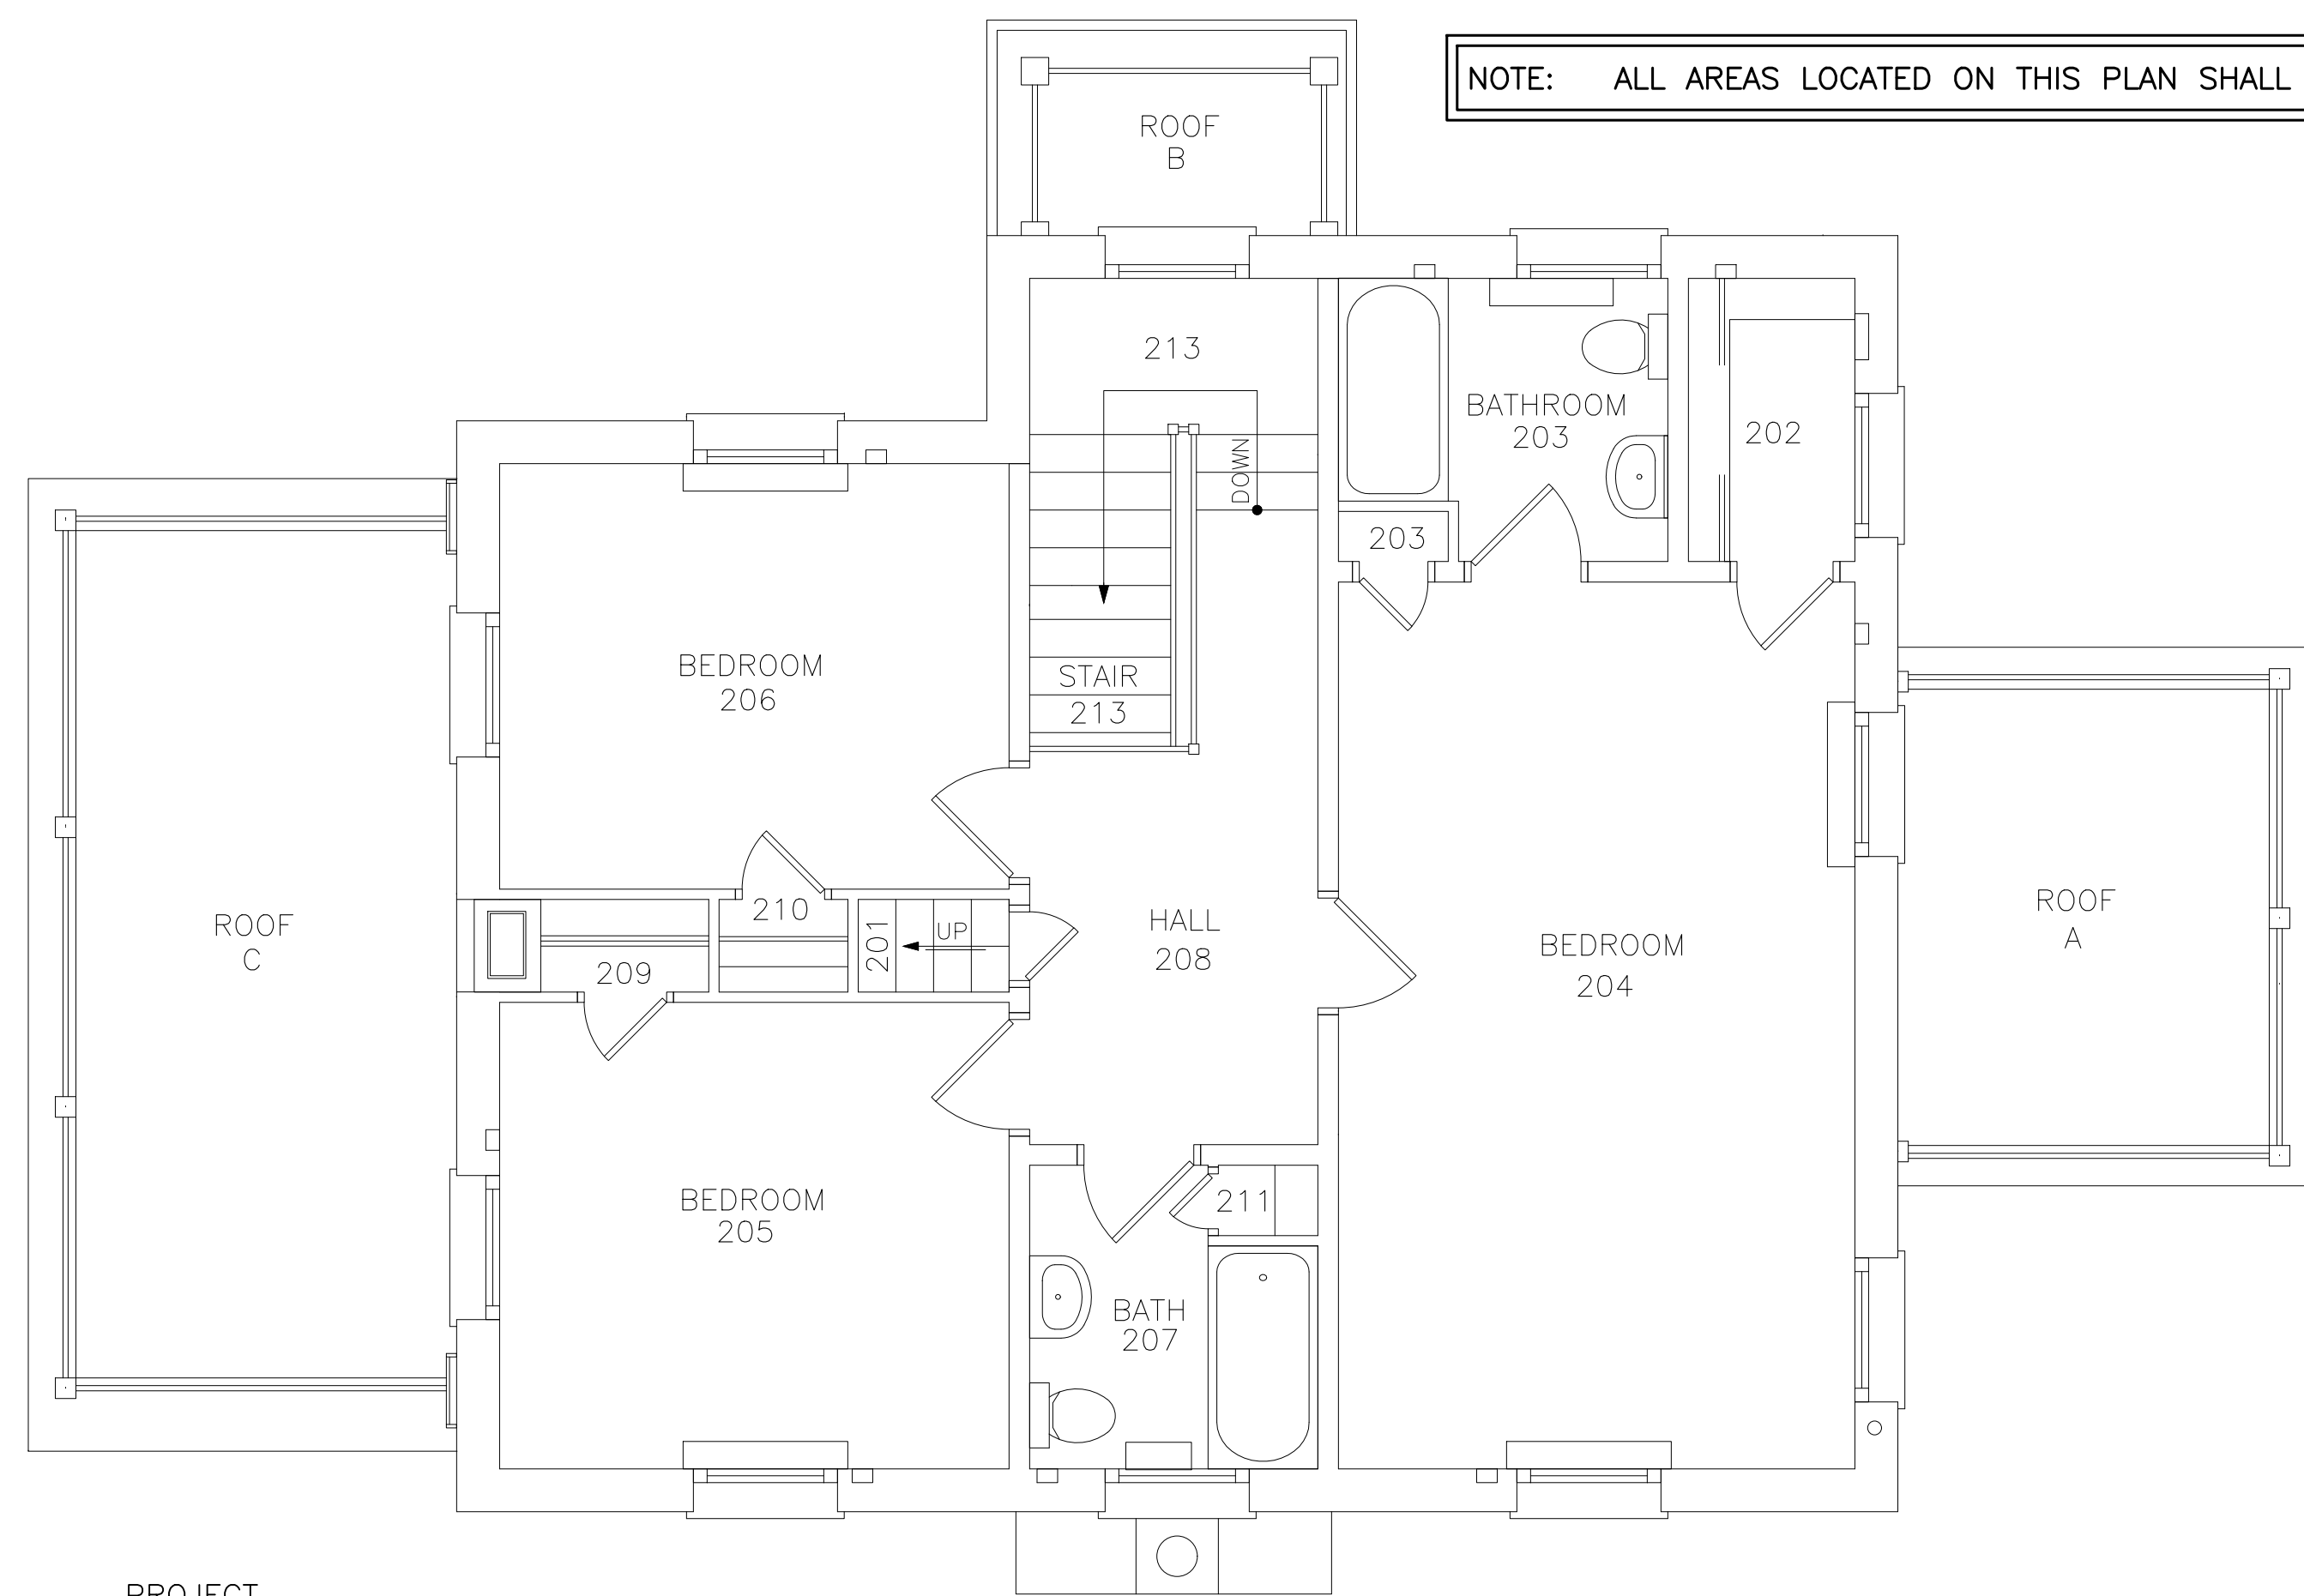 NOTE: ALL AREAS LOCATED ON THIS PLAN SHALL
ROOF
B
213
BATHROOM
203
202
DOWN
203
BEDROOM
206
STAIR
213
ROOF
C
210
201
UP
209
HALL
208
BEDROOM
204
ROOF
A
BEDROOM
205
211
BATH
207
PROJECT